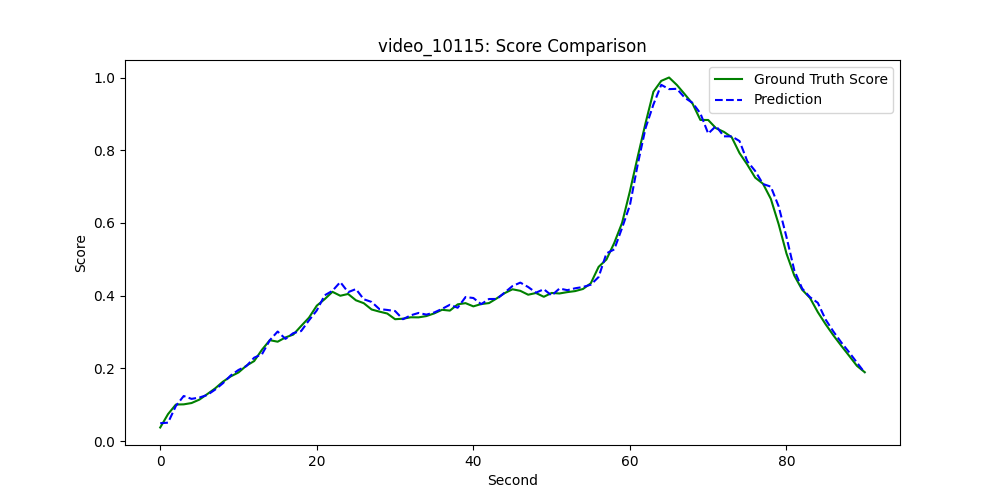 video_10115: Score Comparison
Ground Truth Score
Prediction
1.0
0.8
0.6
0.4
0.2
0.0
Score
0 20 40 60 80
Second